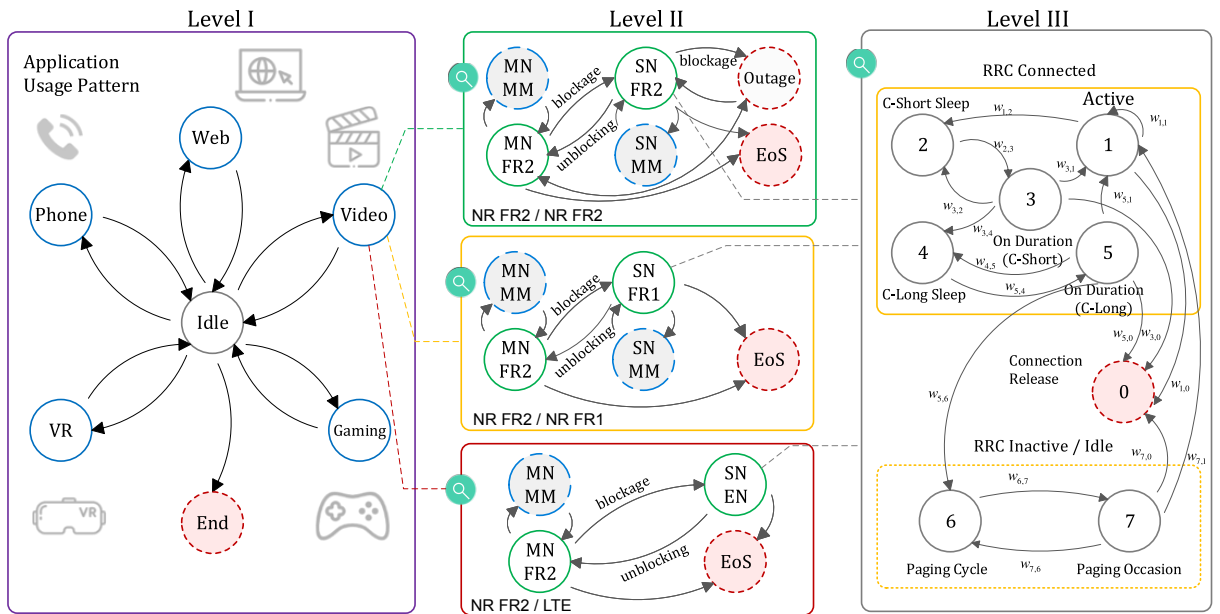 Level I
Application
Usage Pattern
Web
Phone
Video
Idle
VR
Gaming
End
VR
Level II
MN
MM
SN
FR2
Outage
blockage
blockage
unblocking
MN
FR2
SN
MM
EoS
NR FR2 / NR FR2
MN
MM
SN
FR1
blockage
unblocking
MN
FR2
SN
MM
EoS
NR FR2 / NR FR1
MN
MM
SN
EN
blockage
unblocking
MN
FR2
EoS
NR FR2 / LTE
Level III
RRC Connected
C-Short Sleep
Active
w1,2
w1,1
2
1
w2,3
w3,1
3
w5,1
w3,2
w3,4
On Duration
(C-Short)
4
5
w4,5
w5,4
C-Long Sleep
On Duration
(C-Long)
w5,0
w3,0
Connection
Release
w1,0
0
w5,6
RRC Inactive / Idle
w7,0
w7,1
w6,7
6
7
w7,6
Paging Cycle
Paging Occasion